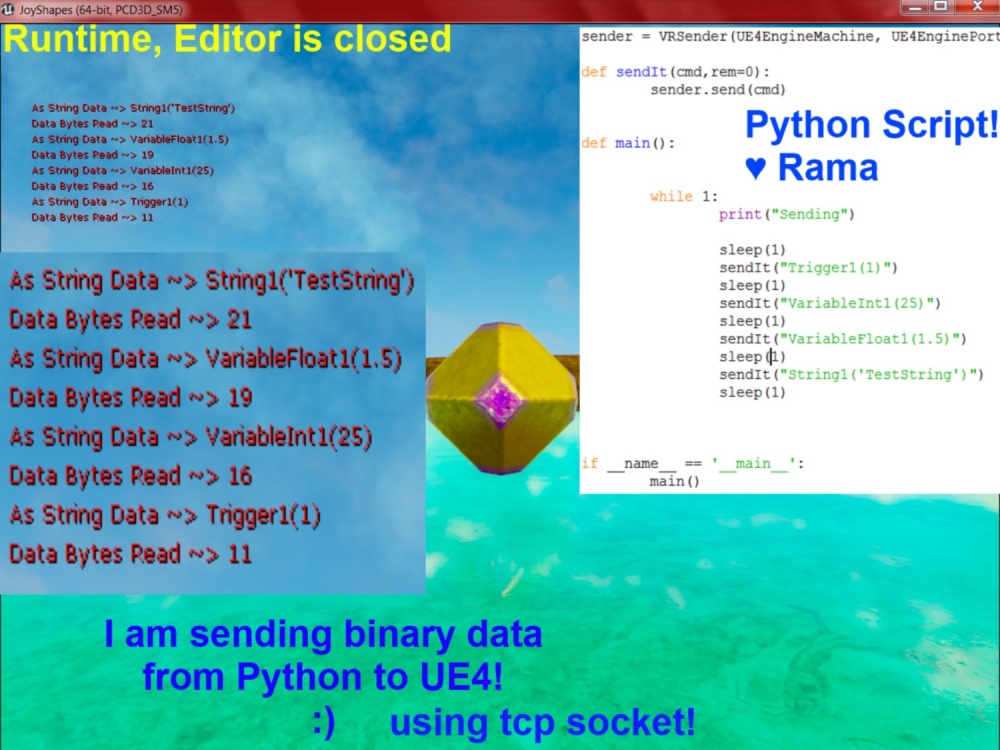 JoyShapes (64-bit, PCD3D_SM5)
Runtime, Editor is closed
As String Data ~> String1('TestString')
Data Bytes Read ~> 21
As String Data ~> VariableFloat1(1.5)
Data Bytes Read ~> 19
As String Data ~> VariableInt1(25)
Data Bytes Read ~> 16
As String Data ~> Trigger1(1)
Data Bytes Read ~> 11
As String Data ~> String1('TestString')
Data Bytes Read ~> 21
As String Data ~> VariableFloat1(1.5)
Data Bytes Read ~> 19
As String Data ~> VariableInt1(25)
Data Bytes Read ~> 16
As String Data ~> Trigger1(1)
Data Bytes Read ~> 11
sender = VRSender(UE4EngineMachine, UE4EnginePort
def sendIt(cmd,rem=0):
sender.send(cmd)
def main():
Python Script!
♥ Rama
while 1:
print("Sending")
sleep(1)
sendIt("Trigger1(1)")
sleep(1)
sendIt("VariableInt1(25)")
sleep(1)
sendIt("VariableFloat1(1.5)")
sleep(1)
sendIt("String1('TestString')")
sleep(1)
if __name__ == '__main__':
main()
I am sending binary data
from Python to UE4!
:) using tcp socket!